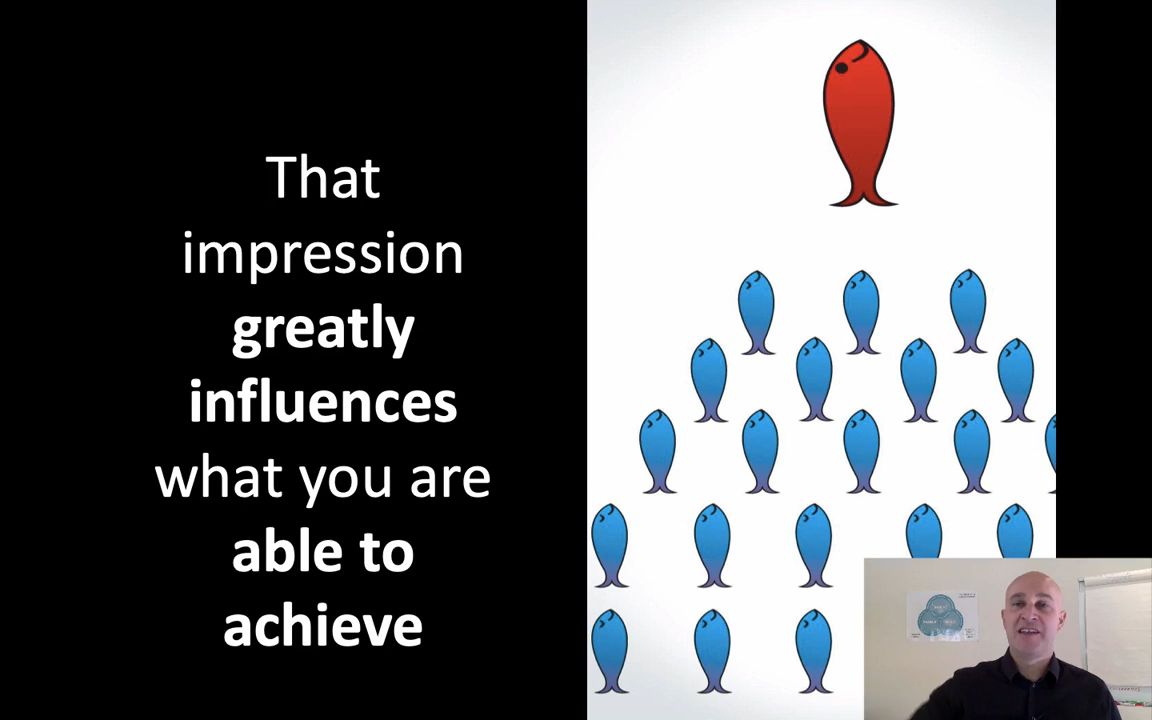 That
impression
greatly
influences
what you are
able to
achieve